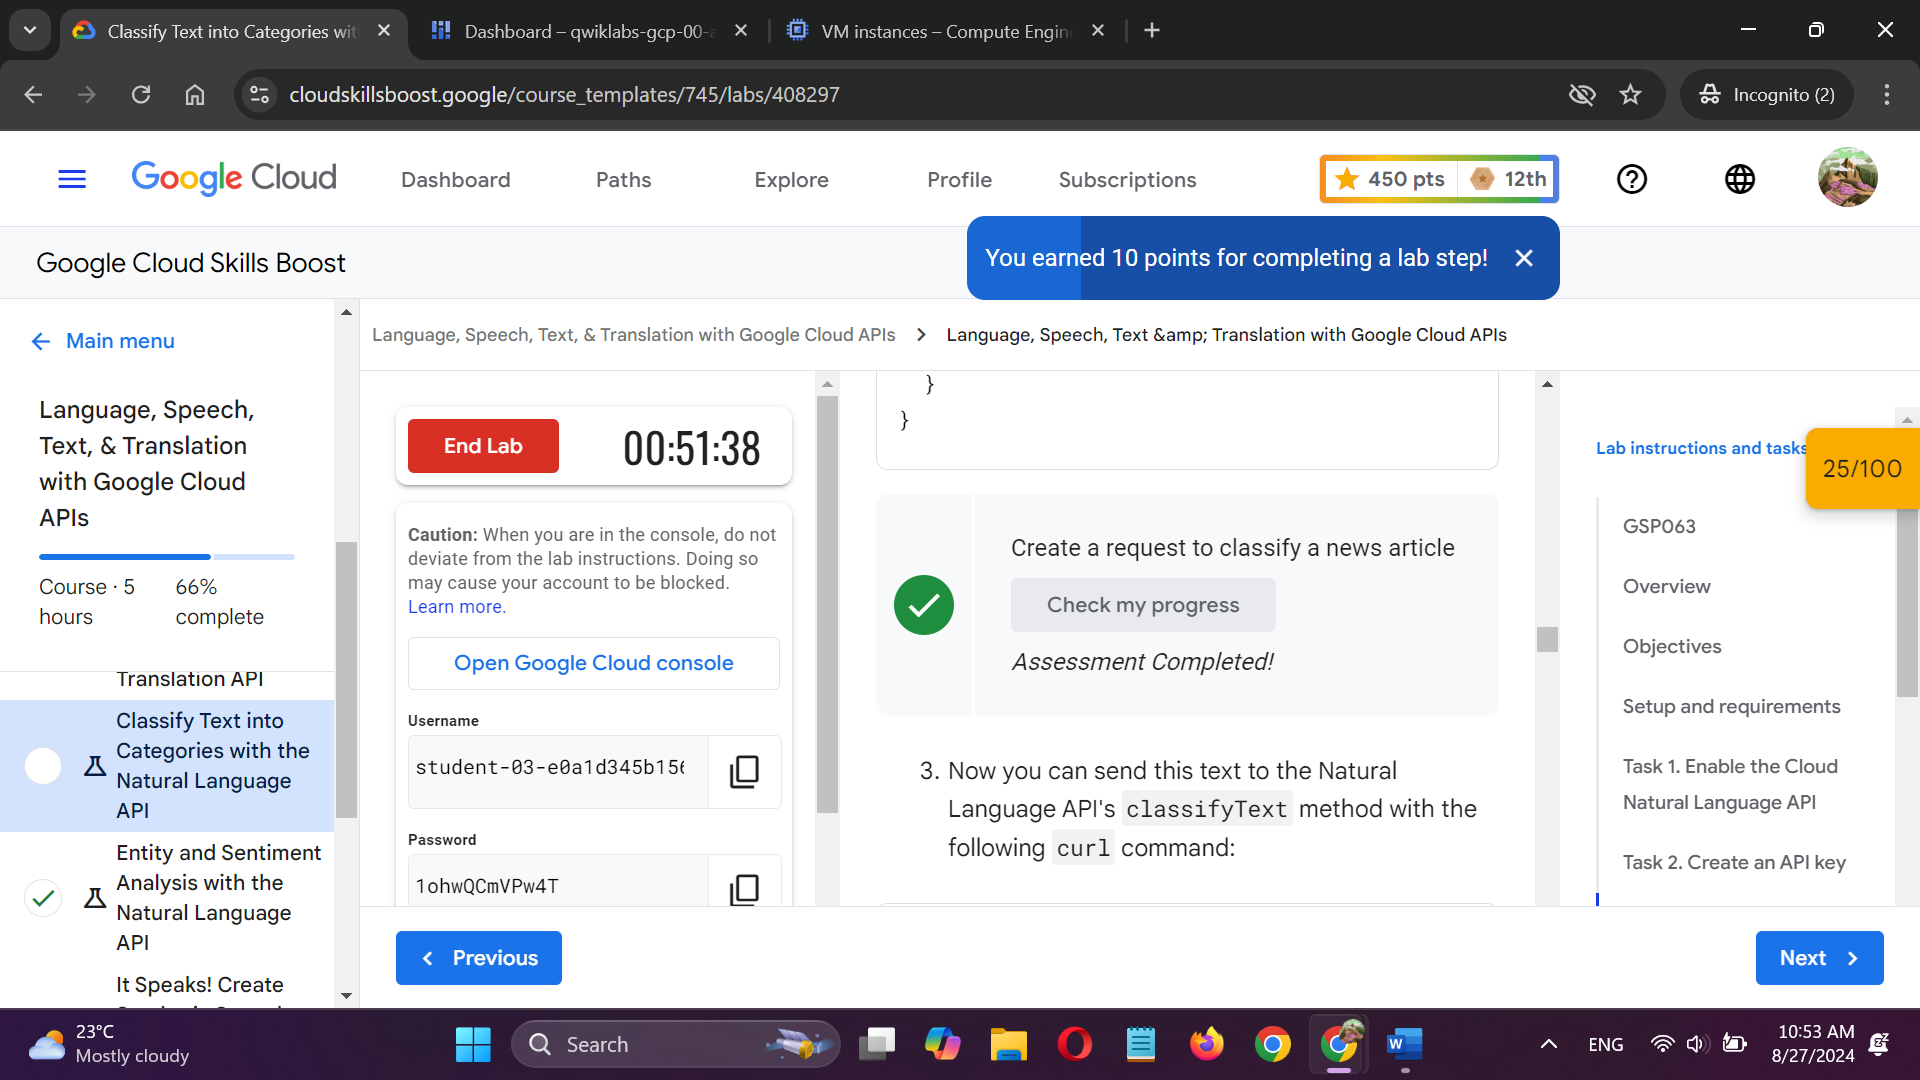 Classify Text into Categories wit
Dashboard – qwiklabs-gcp-00-a
VM instances – Compute Engine
cloudskillsboost.google/course_templates/745/labs/408297
Incognito (2)
Google Cloud
Dashboard
Paths
Explore
Profile
Subscriptions
450 pts
12th
You earned 10 points for completing a lab step!
Google Cloud Skills Boost
Main menu
Language, Speech,
Text, & Translation
with Google Cloud
APIs
Course · 5
hours
66%
complete
Translation API
Classify Text into
Categories with the
Natural Language
API
Entity and Sentiment
Analysis with the
Natural Language
API
It Speaks! Create
Language, Speech, Text, & Translation with Google Cloud APIs
Language, Speech, Text &amp; Translation with Google Cloud APIs
End Lab
00:51:38
Caution: When you are in the console, do not
deviate from the lab instructions. Doing so
may cause your account to be blocked.
Learn more.
Open Google Cloud console
Username
student-03-e0a1d345b156
Password
1ohwQCmVPw4T
}
}
Create a request to classify a news article
Check my progress
Assessment Completed!
3. Now you can send this text to the Natural
Language API's classifyText method with the
following curl command:
Lab instructions and tasks
25/100
GSP063
Overview
Objectives
Setup and requirements
Task 1. Enable the Cloud
Natural Language API
Task 2. Create an API key
Previous
Next
23°C
Mostly cloudy
Search
ENG
10:53 AM
8/27/2024